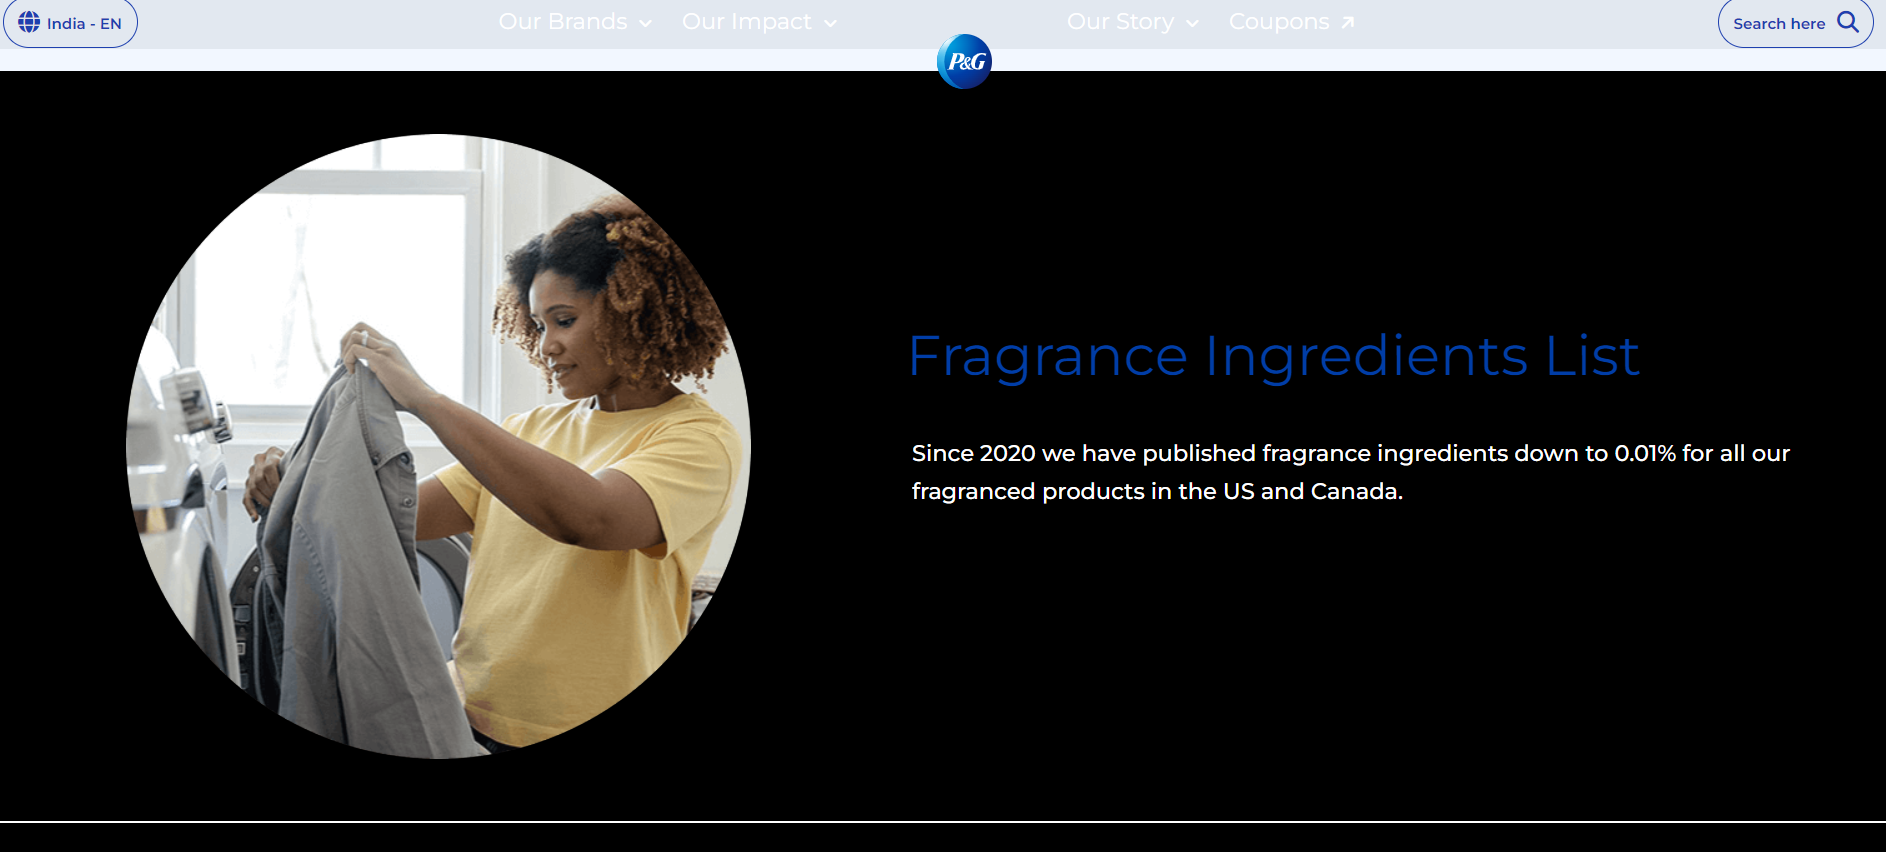 India - EN
Our Brands
Our Impact
P&G
Our Story
Coupons
Search here
Fragrance Ingredients List
Since 2020 we have published fragrance ingredients down to 0.01% for all our
fragranced products in the US and Canada.